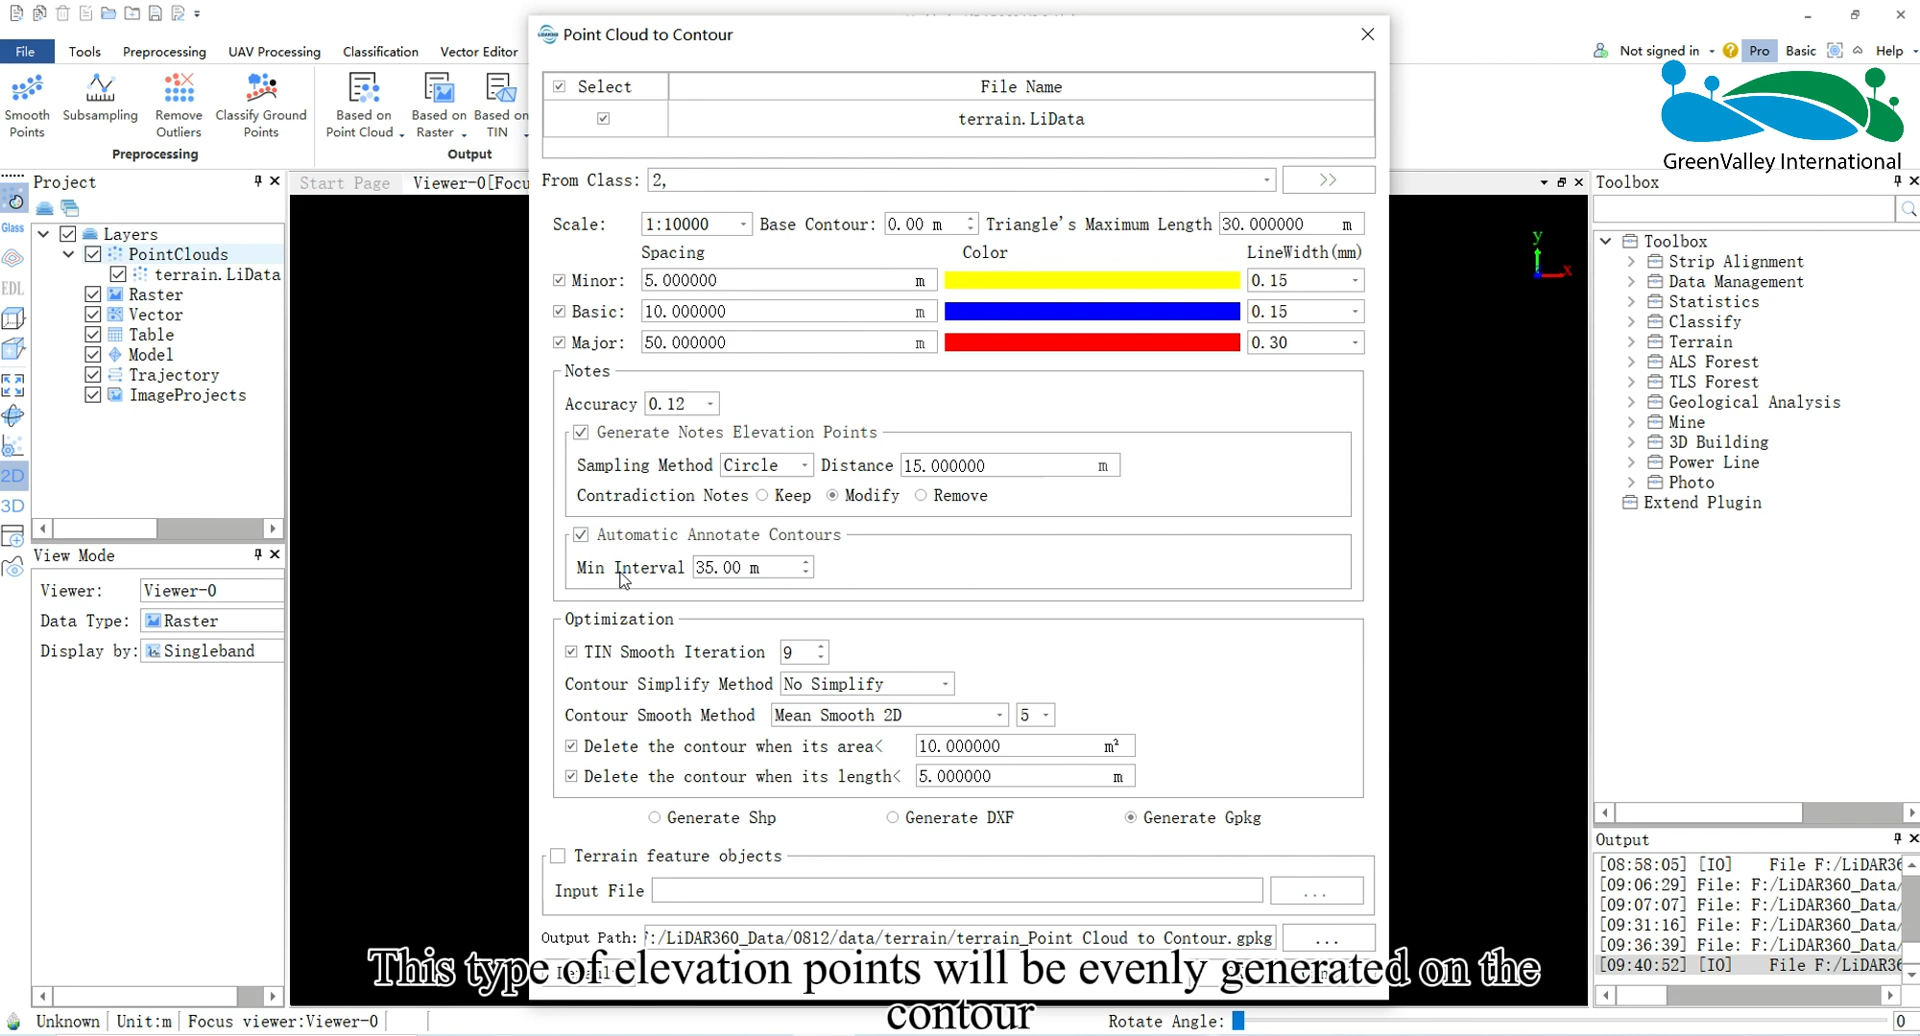 Point Cloud to Contour
File
Tools
Preprocessing
UAV Processing
Classification
Vector Editor
Not signed in
Pro
Basic
Help
Smooth Points
Subsampling
Remove Outliers
Classify Ground Points
Based on Point Cloud
Based on Raster
Based on TIN
Preprocessing
Output
GreenValley International
Select
File Name
terrain.LiData
From Class: 2,
>>
Project
Start Page
Viewer-0[Focu
Toolbox
Layers
PointClouds
terrain.LiData
Raster
Vector
Table
Model
Trajectory
ImageProjects
Glass
EDL
2D
3D
View Mode
Viewer: Viewer-0
Data Type: Raster
Display by: Singleband
Scale: 1:10000 Base Contour: 0.00 m Triangle's Maximum Length 30.000000 m
Spacing Color LineWidth(mm)
Minor: 5.000000 m 0.15
Basic: 10.000000 m 0.15
Major: 50.000000 m 0.30
Notes
Accuracy 0.12
Generate Notes Elevation Points
Sampling Method Circle Distance 15.000000 m
Contradiction Notes Keep Modify Remove
Automatic Annotate Contours
Min Interval 35.00 m
Optimization
TIN Smooth Iteration 9
Contour Simplify Method No Simplify
Contour Smooth Method Mean Smooth 2D 5
Delete the contour when its area< 10.000000 m²
Delete the contour when its length< 5.000000 m
Generate Shp Generate DXF Generate Gpkg
Terrain feature objects
Input File ...
Output Path: :/LiDAR360_Data/0812/data/terrain/terrain_Point Cloud to Contour.gpkg ...
y
x
Toolbox
Strip Alignment
Data Management
Statistics
Classify
Terrain
ALS Forest
TLS Forest
Geological Analysis
Mine
3D Building
Power Line
Photo
Extend Plugin
Output
[08:58:05] [IO] File F:/LiDAR36
[09:06:29] File: F:/LiDAR360_Data/
[09:07:07] File: F:/LiDAR360_Data/
[09:31:16] File: F:/LiDAR360_Data/
[09:36:39] File: F:/LiDAR360_Data/
[09:40:52] [IO] File F:/LiDAR36
This type of elevation points will be evenly generated on the
contour
Unknown Unit:m Focus viewer:Viewer-0
Rotate Angle: 0